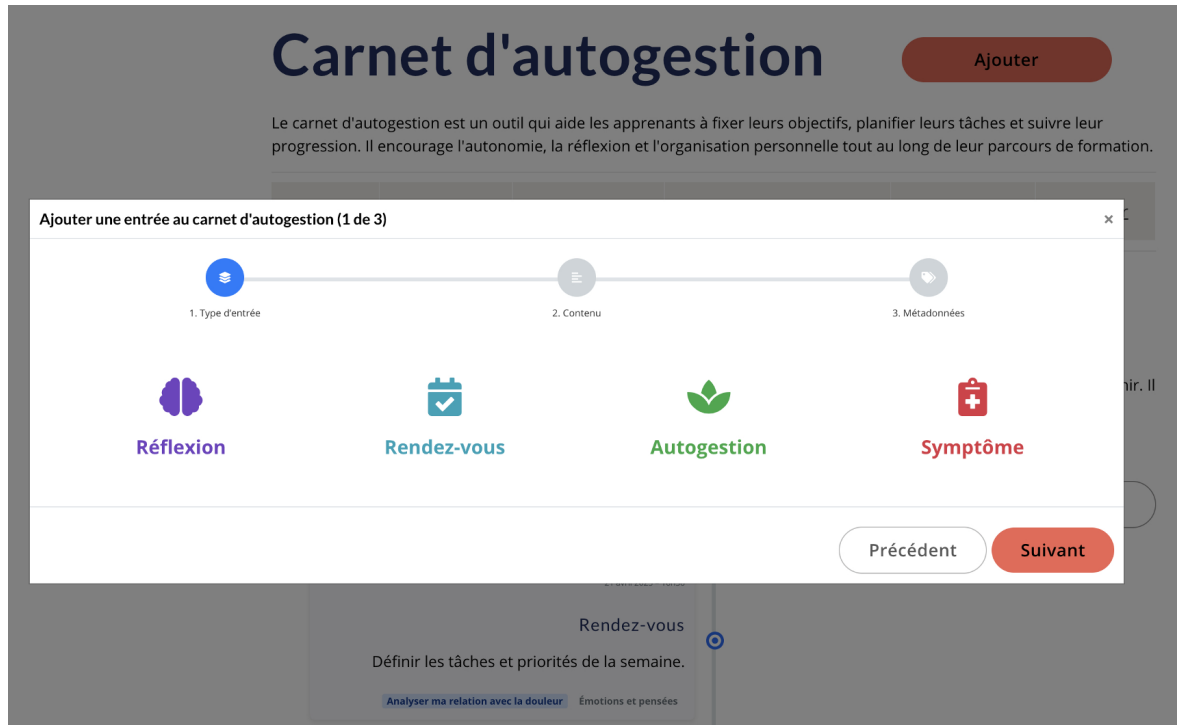 Carnet d'autogestion
Ajouter
Le carnet d'autogestion est un outil qui aide les apprenants à fixer leurs objectifs, planifier leurs tâches et suivre leur
progression. Il encourage l'autonomie, la réflexion et l'organisation personnelle tout au long de leur parcours de formation.
Ajouter une entrée au carnet d'autogestion (1 de 3)
×
1. Type d'entrée
2. Contenu
3. Métadonnées
Réflexion
Rendez-vous
Autogestion
Symptôme
Il
Précédent
Suivant
Rendez-vous
Définir les tâches et priorités de la semaine.
Analyser ma relation avec la douleur
Émotions et pensées